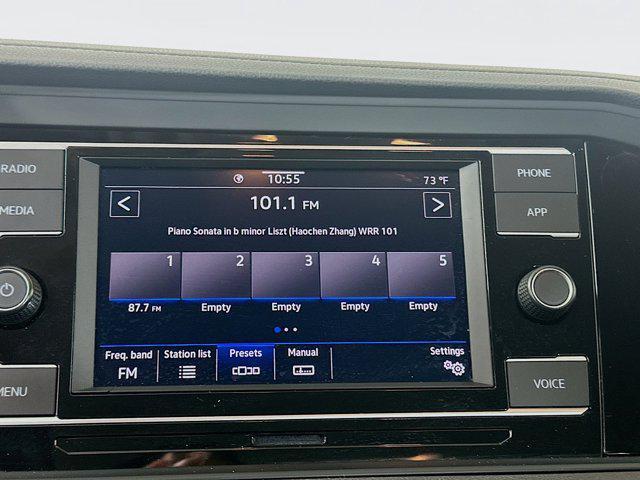 RADIO
MEDIA
MENU
10:55
73 °F
101.1 FM
Piano Sonata in b minor Liszt (Haochen Zhang) WRR 101
1 2 3 4 5
87.7 FM Empty Empty Empty Empty
Freq. band Station list Presets Manual Settings
FM
PHONE
APP
VOICE